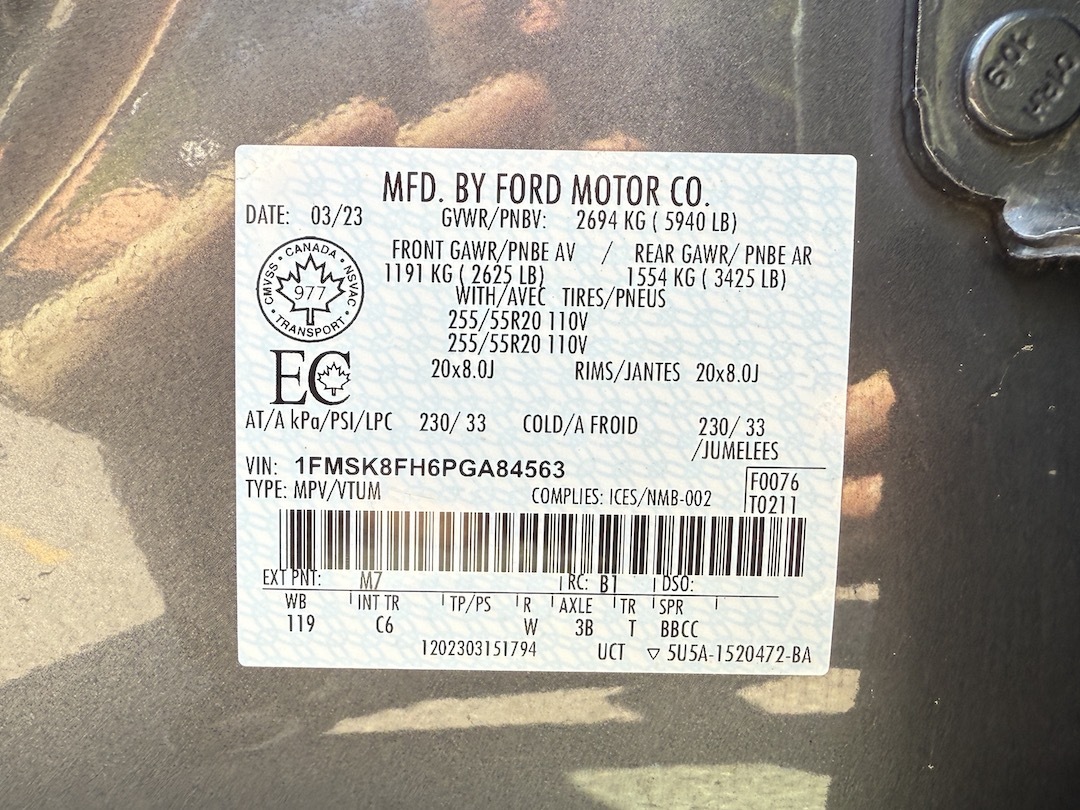 MFD. BY FORD MOTOR CO.
DATE: 03/23 GVWR/PNBV: 2694 KG ( 5940 LB)
FRONT GAWR/PNBE AV / REAR GAWR/ PNBE AR
1191 KG ( 2625 LB) 1554 KG ( 3425 LB)
WITH/AVEC TIRES/PNEUS
255/55R20 110V
255/55R20 110V
CMVSS • CANADA • NSVAC • TRANSPORT •
977
EC
20x8.0J RIMS/JANTES 20x8.0J
AT/A kPa/PSI/LPC 230/ 33 COLD/A FROID 230/ 33
/JUMELEES
VIN: 1FMSK8FH6PGA84563
TYPE: MPV/VTUM COMPLIES: ICES/NMB-002
F0076
T0211
EXT PNT: M7 RC: B1 DSO:
WB INT TR TP/PS R AXLE TR SPR
119 C6 W 3B T BBCC
1202303151794 UCT ▽ 5U5A-1520472-BA
10.9